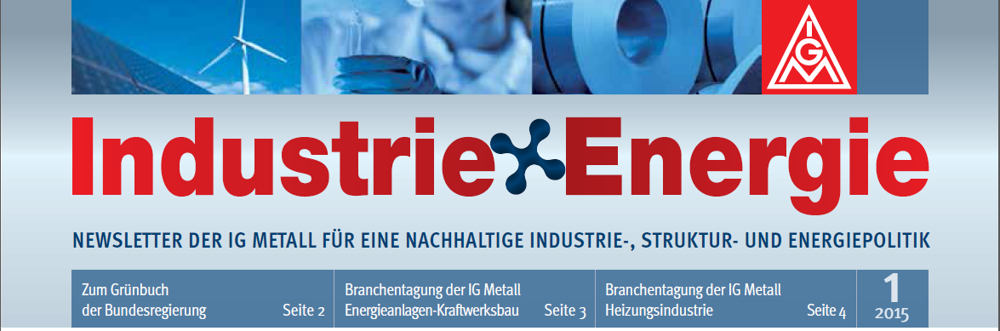 IGM
Industrie Energie
NEWSLETTER DER IG METALL FÜR EINE NACHHALTIGE INDUSTRIE-, STRUKTUR- UND ENERGIEPOLITIK
Zum Grünbuch
der Bundesregierung Seite 2
Branchentagung der IG Metall
Energieanlagen-Kraftwerksbau Seite 3
Branchentagung der IG Metall
Heizungsindustrie Seite 4
1
2015